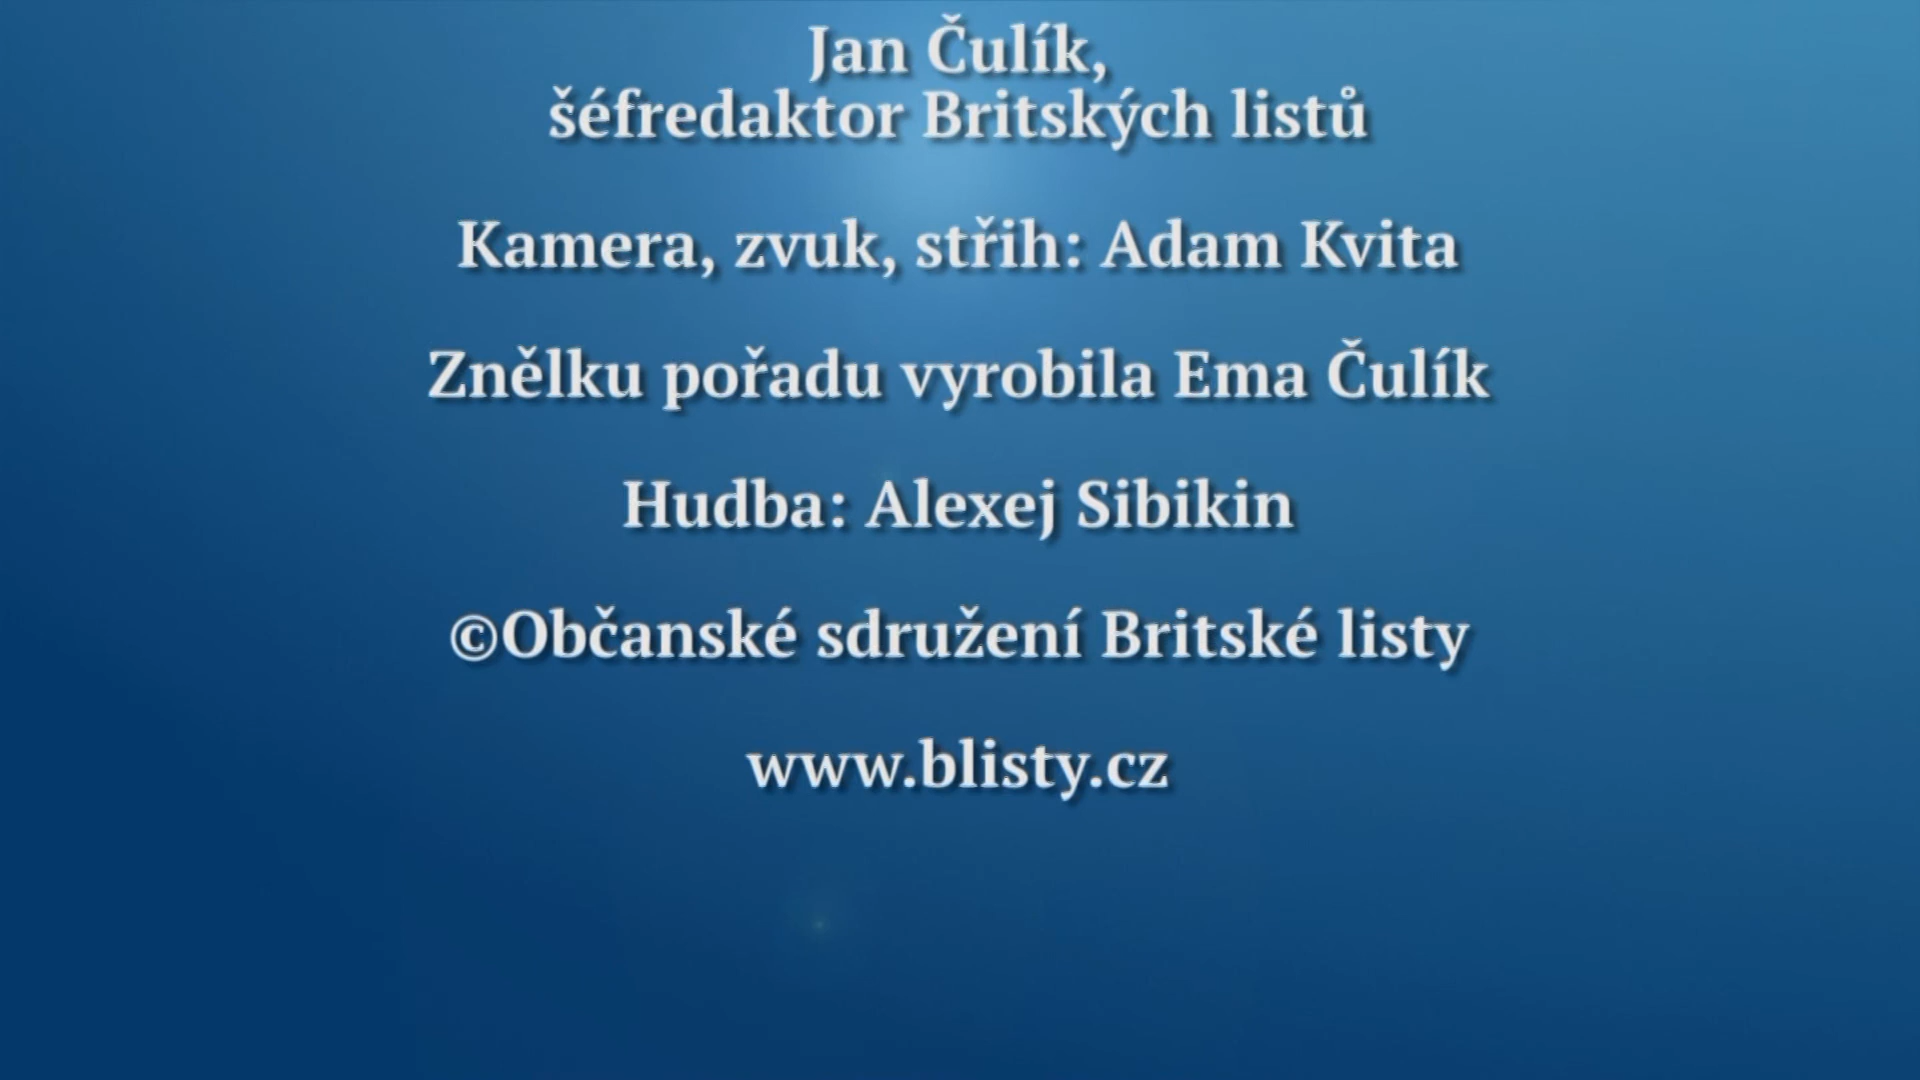 Jan Čulík,
šéfredaktor Britských listů
Kamera, zvuk, střih: Adam Kvita
Znělku pořadu vyrobila Ema Čulík
Hudba: Alexej Sibikin
©Občanské sdružení Britské listy
www.blisty.cz